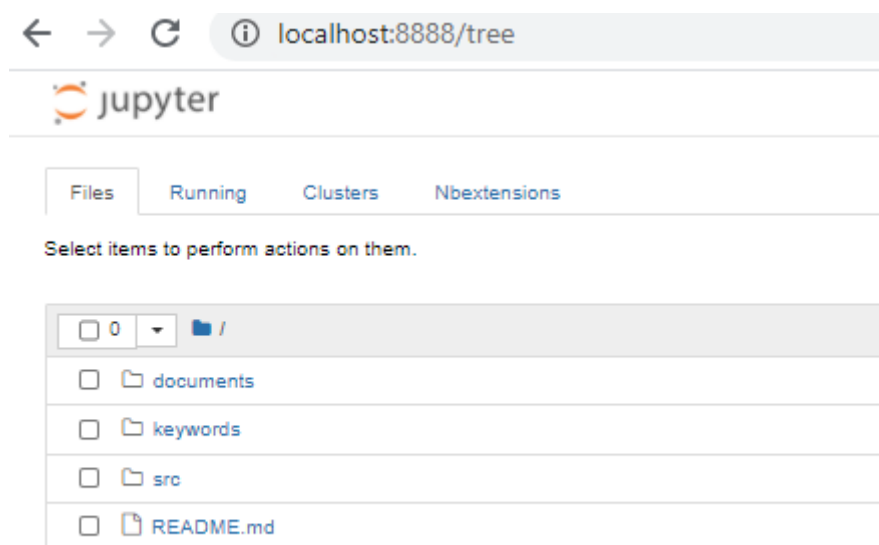 localhost:8888/tree
jupyter
Files Running Clusters Nbextensions
Select items to perform actions on them.
0 /
documents
keywords
src
README.md